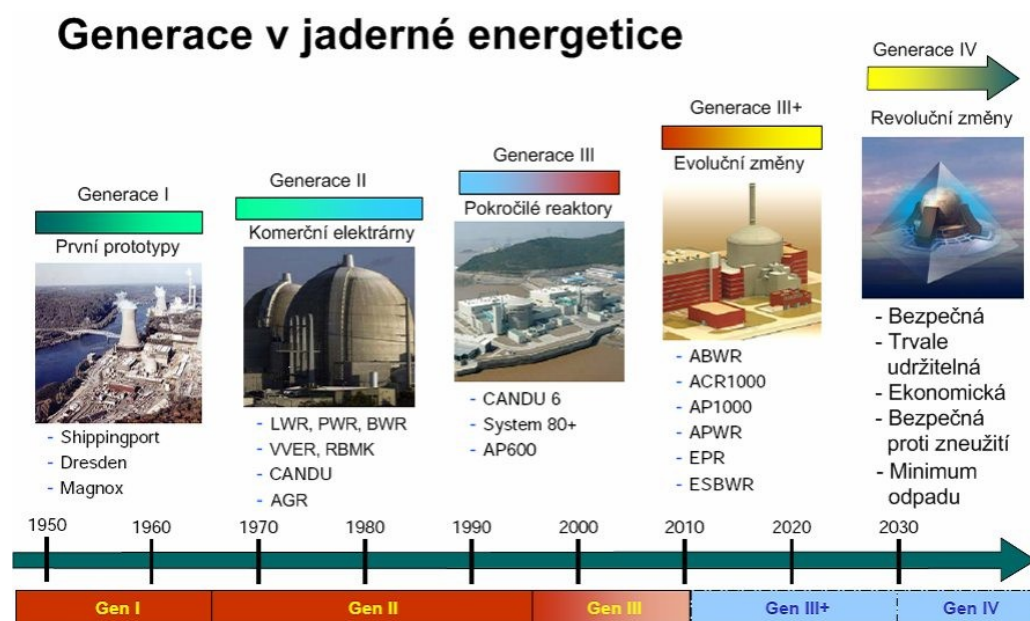 Generace v jaderné energetice
Generace I
První prototypy
- Shippingport
- Dresden
- Magnox
Generace II
Komerční elektrárny
- LWR, PWR, BWR
- VVER, RBMK
- CANDU
- AGR
Generace III
Pokročilé reaktory
- CANDU 6
- System 80+
- AP600
Generace III+
Evoluční změny
- ABWR
- ACR1000
- AP1000
- APWR
- EPR
- ESBWR
Generace IV
Revoluční změny
- Bezpečná
- Trvale
udržitelná
- Ekonomická
- Bezpečná
proti zneužití
- Minimum
odpadu
1950
1960
1970
1980
1990
2000
2010
2020
2030
Gen I
Gen II
Gen III
Gen III+
Gen IV